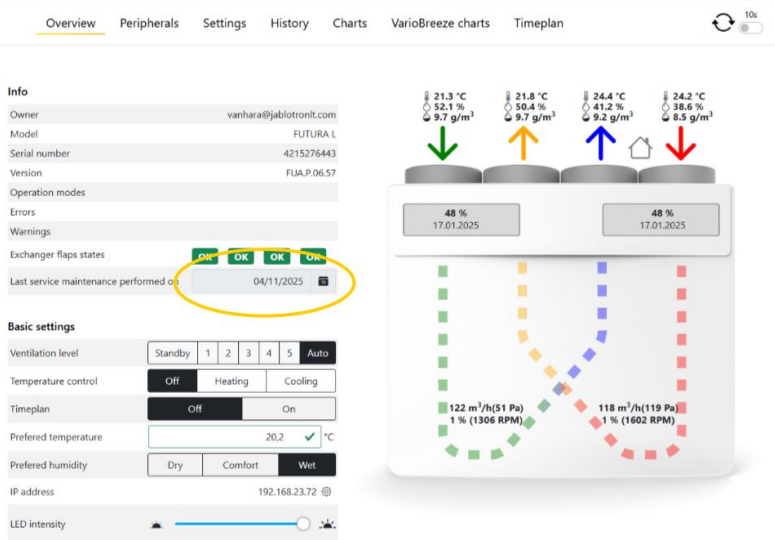 Overview Peripherals Settings History Charts VarioBreeze charts Timeplan 10s
Info
Owner vanhara@jablotronlt.com
Model FUTURA L
Serial number 4215276443
Version FUA.P.06.57
Operation modes
Errors
Warnings
Exchanger flaps states OK OK OK OK
Last service maintenance performed on 04/11/2025
Basic settings
Ventilation level Standby 1 2 3 4 5 Auto
Temperature control Off Heating Cooling
Timeplan Off On
Prefered temperature 20,2 °C
Prefered humidity Dry Comfort Wet
IP address 192.168.23.72
LED intensity
21.3 °C 21.8 °C 24.4 °C 24.2 °C
52.1 % 50.4 % 41.2 % 38.6 %
9.7 g/m³ 9.7 g/m³ 9.2 g/m³ 8.5 g/m³
48 % 48 %
17.01.2025 17.01.2025
122 m³/h(51 Pa) 118 m³/h(119 Pa)
1 % (1306 RPM) 1 % (1602 RPM)